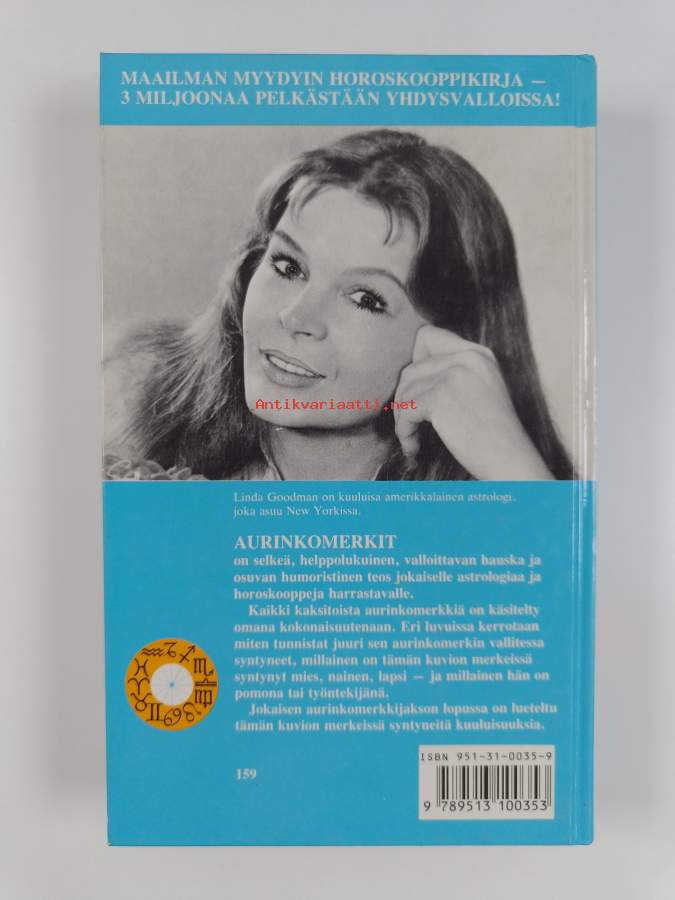 MAAILMAN MYYDYIN HOROSKOOPPIKIRJA —
3 MILJOONAA PELKÄSTÄÄN YHDYSVALLOISSA!
Antikvariaatti.net
Linda Goodman on kuuluisa amerikkalainen astrologi,
joka asuu New Yorkissa.
AURINKOMERKIT
on selkeä, helppolukuinen, valloittavan hauska ja
osuvan humoristinen teos jokaiselle astrologiaa ja
horoskooppeja harrastavalle.
Kaikki kaksitoista aurinkomerkkiä on käsitelty
omana kokonaisuutenaan. Eri luvuissa kerrotaan
miten tunnistat juuri sen aurinkomerkin vallitessa
syntyneet, millainen on tämän kuvion merkeissä
syntynyt mies, nainen, lapsi — ja millainen hän on
pomona tai työntekijänä.
Jokaisen aurinkomerkkijakson lopussa on lueteltu
tämän kuvion merkeissä syntyneitä kuuluisuuksia.
159
ISBN 951-31-0035-9
9 789513 100353